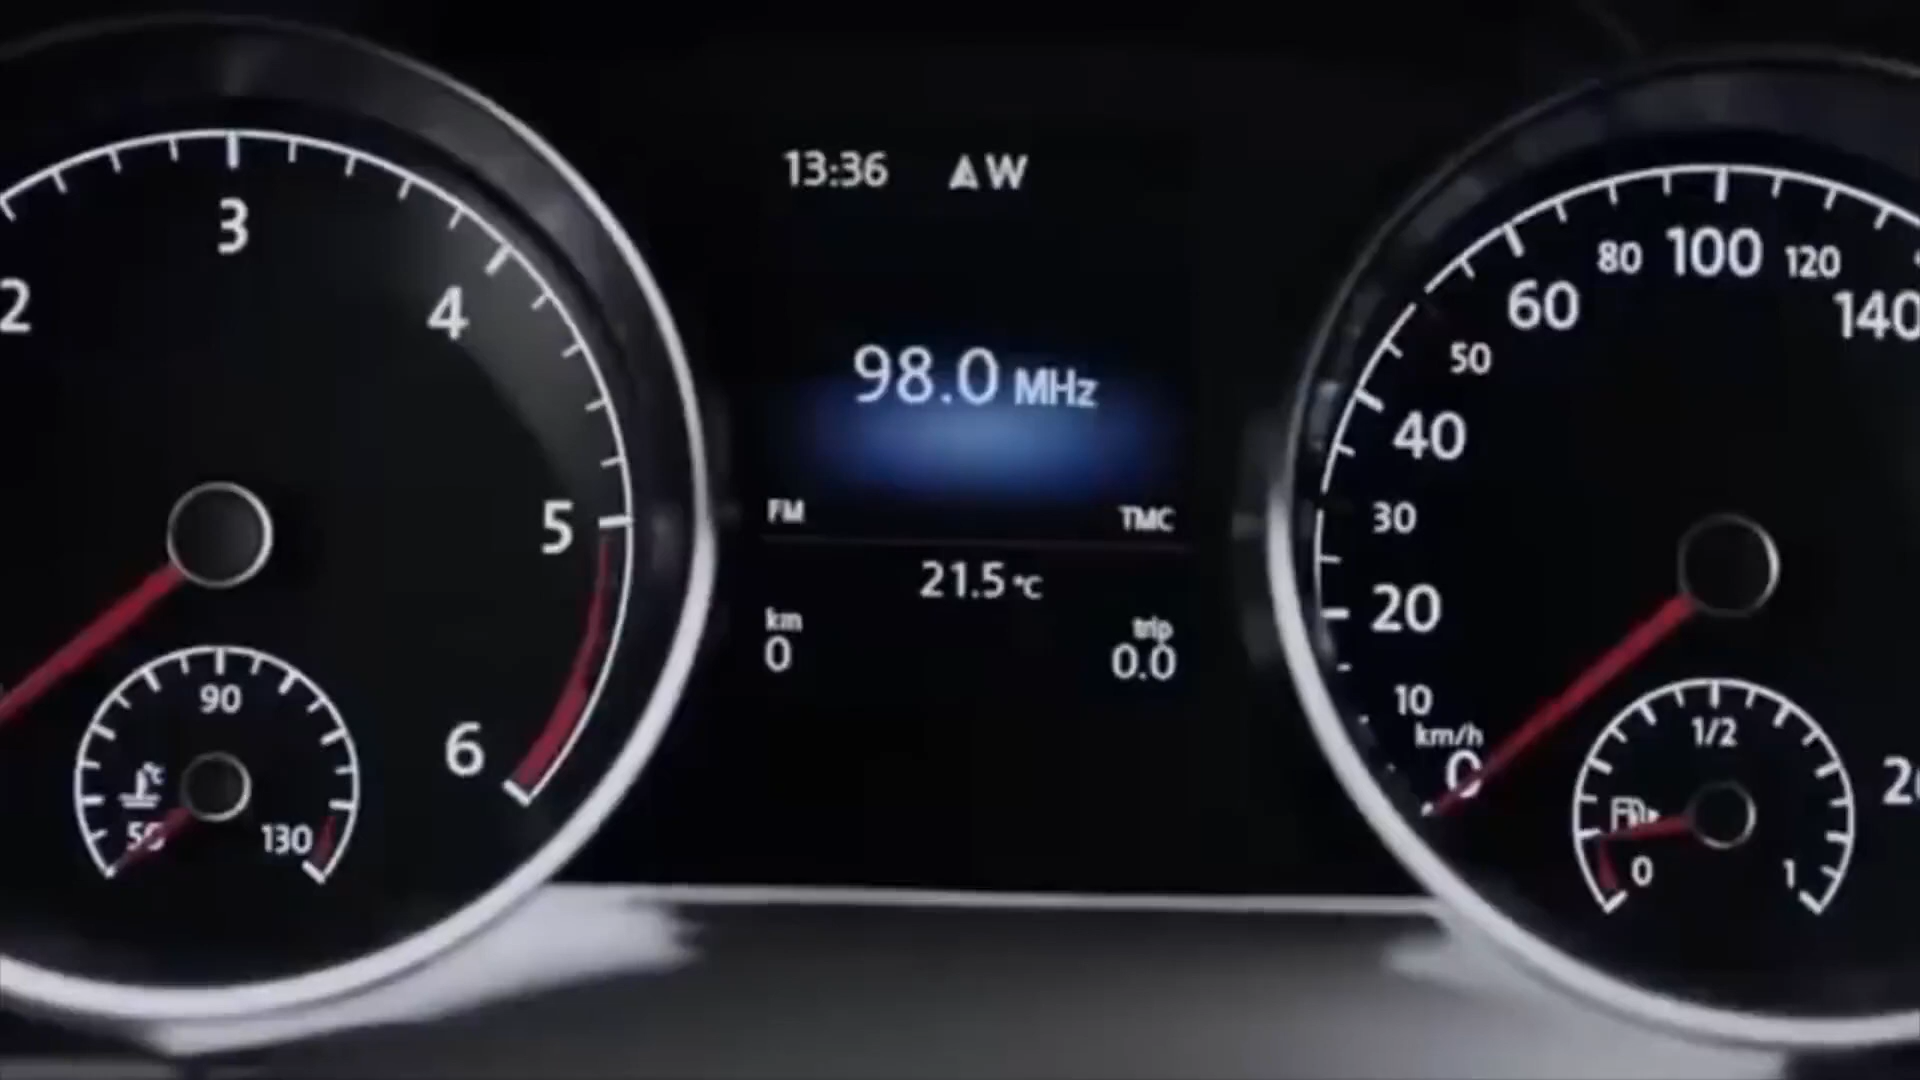 13:36 W
98.0 MHz
FM TMC
21.5 °C
km trip
0 0.0
2 3 4 5 6
90
°C
50 130
0 10 20 30 40 50 60 80 100 120 140
km/h
1/2
0 1